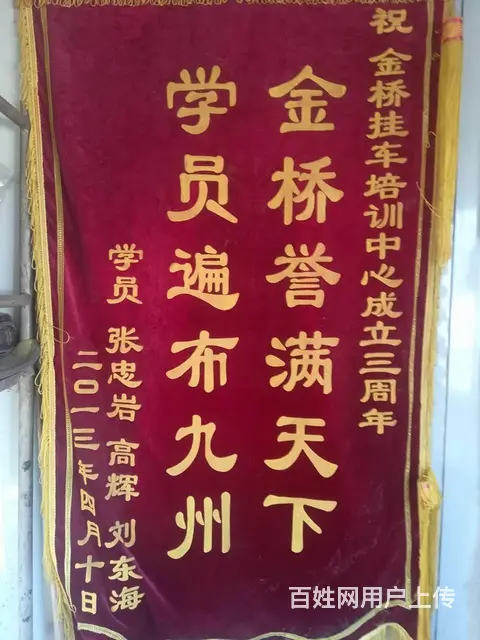 祝金桥挂车培训中心成立三周年
金桥誉满天下
学员遍布九州
学员 张忠岩 高辉 刘东海
二0一三年四月十日
百姓网用户上传